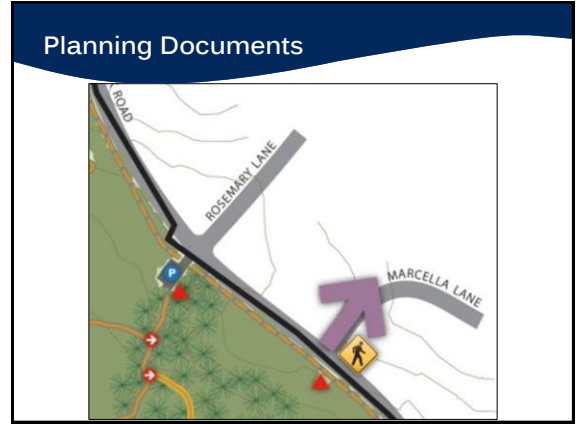 Planning Documents
ROAD
ROSEMARY LANE
P
MARCELLA LANE